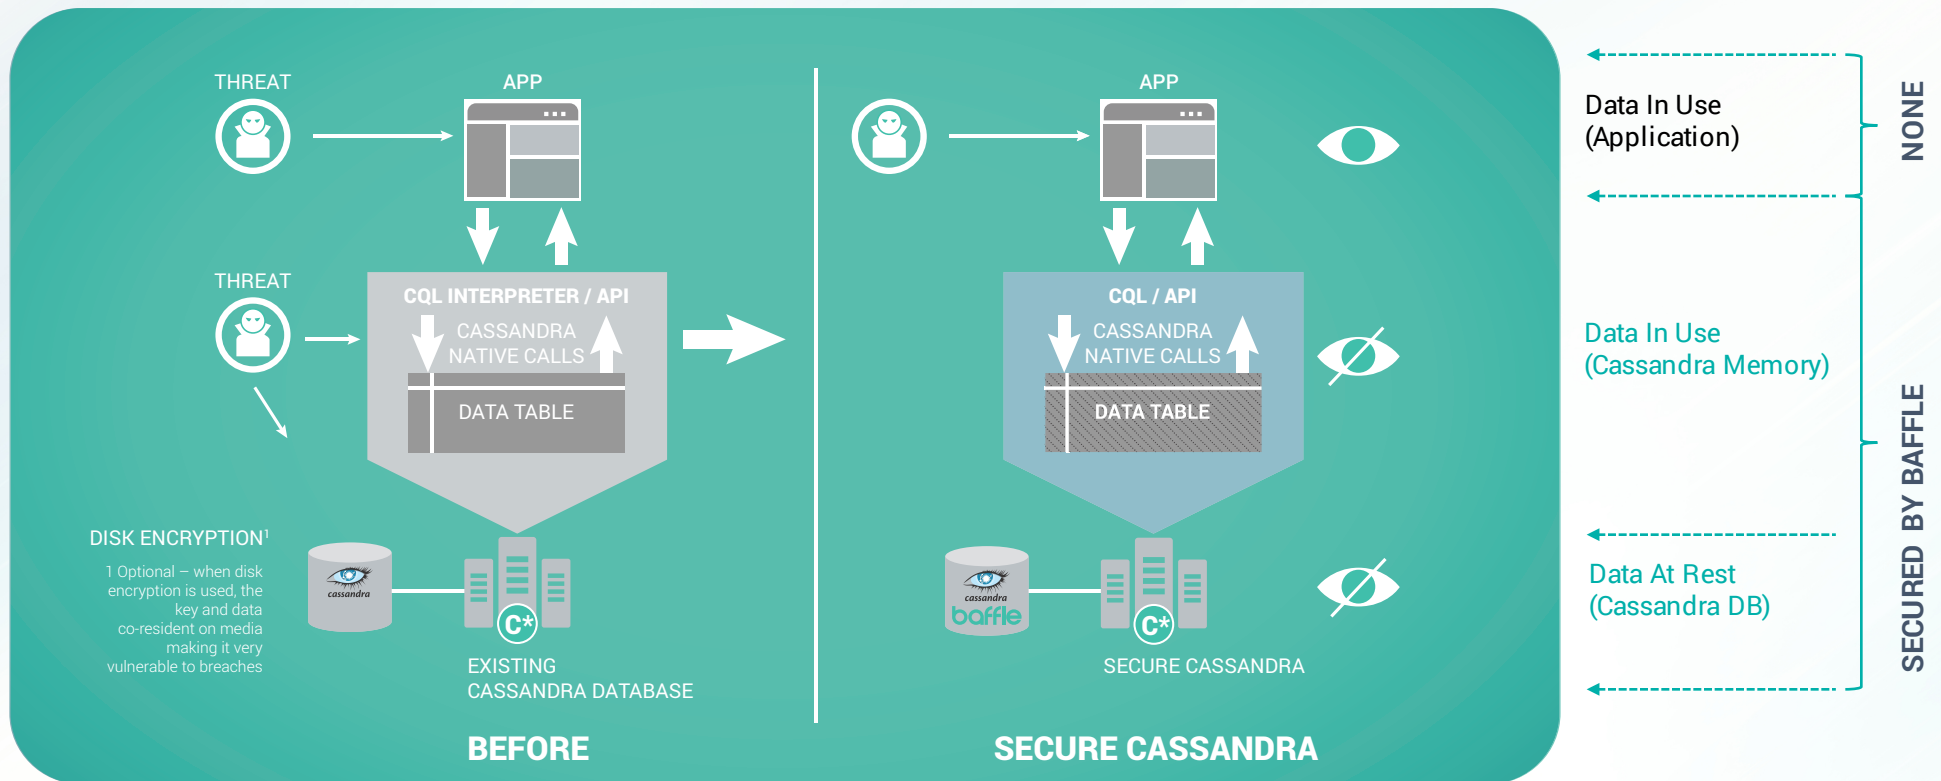 THREAT
APP
THREAT
CQL INTERPRETER / API
CASSANDRA
NATIVE CALLS
DATA TABLE
DISK ENCRYPTION¹
1 Optional – when disk
encryption is used, the
key and data
co-resident on media
making it very
vulnerable to breaches
cassandra
C*
EXISTING
CASSANDRA DATABASE
BEFORE
APP
CQL / API
CASSANDRA
NATIVE CALLS
DATA TABLE
cassandra
baffle
C*
SECURE CASSANDRA
SECURE CASSANDRA
Data In Use
(Application)
NONE
Data In Use
(Cassandra Memory)
Data At Rest
(Cassandra DB)
SECURED BY BAFFLE